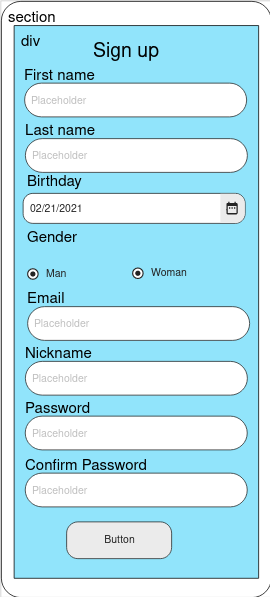 section
div
Sign up
First name
Placeholder
Last name
Placeholder
Birthday
02/21/2021
Gender
Man Woman
Email
Placeholder
Nickname
Placeholder
Password
Placeholder
Confirm Password
Placeholder
Button